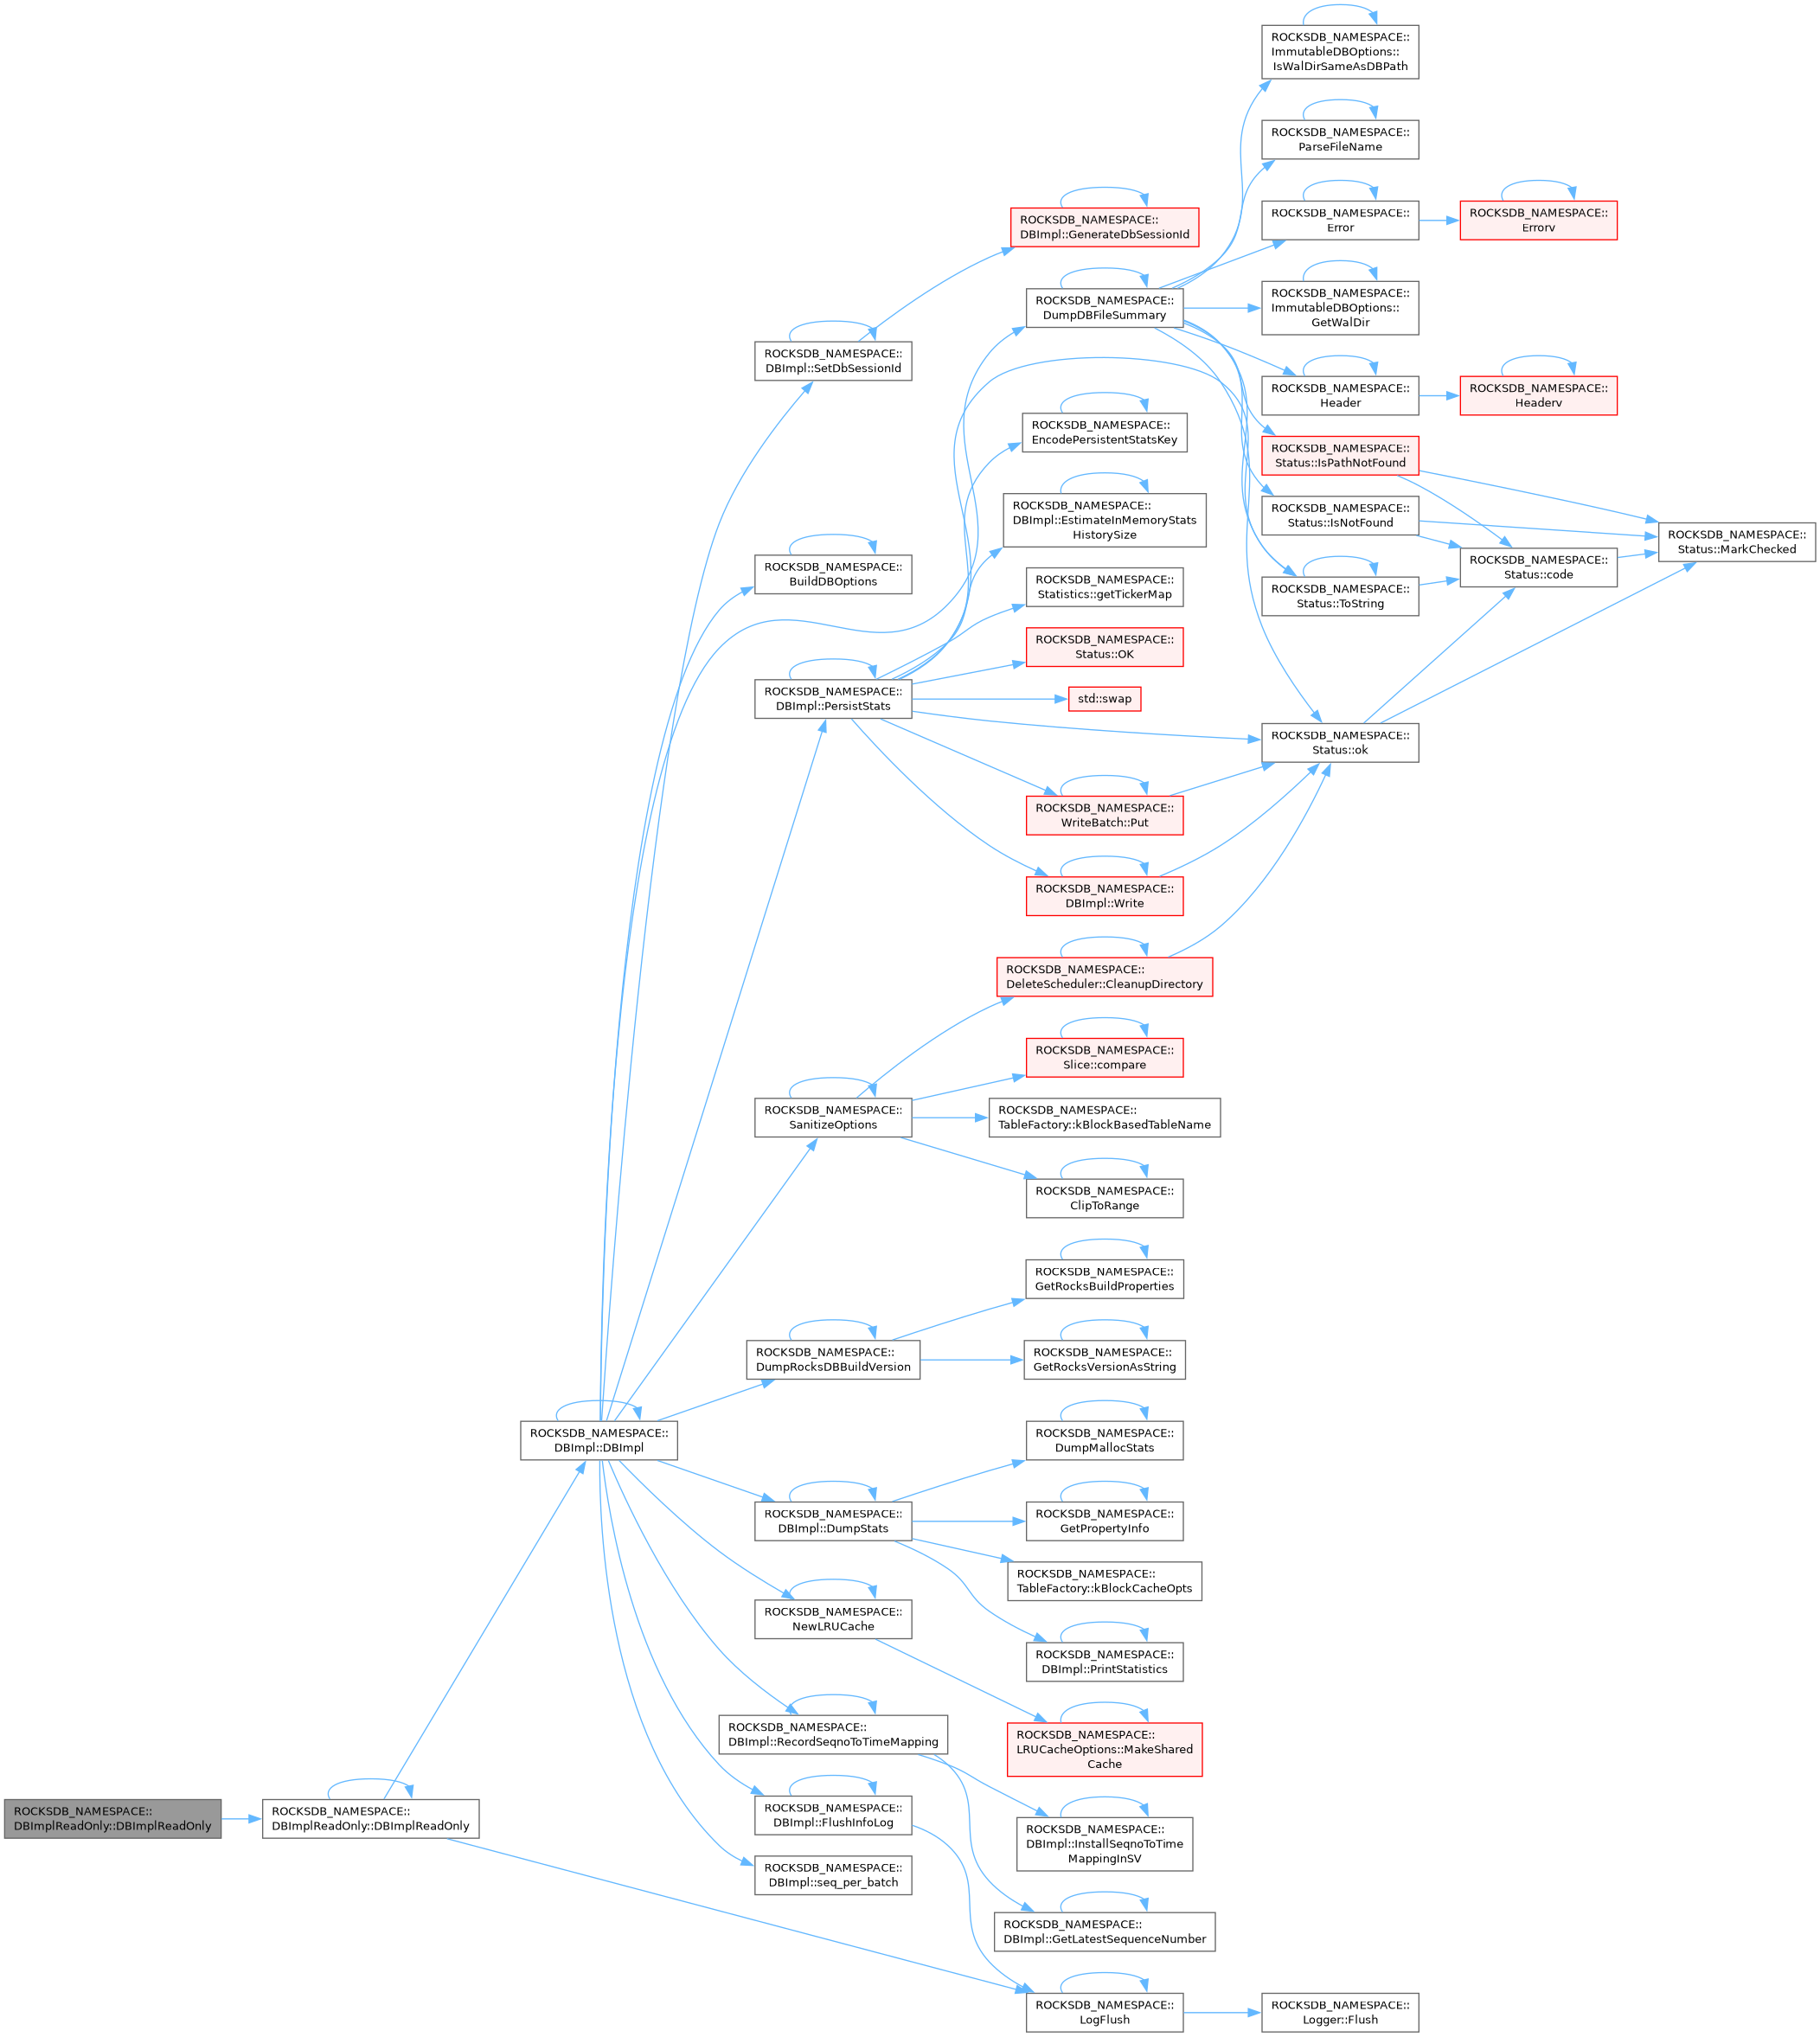 ROCKSDB_NAMESPACE::
DBImplReadOnly::DBImplReadOnly
ROCKSDB_NAMESPACE::
DBImplReadOnly::DBImplReadOnly
ROCKSDB_NAMESPACE::
DBImpl::DBImpl
ROCKSDB_NAMESPACE::
DBImpl::SetDbSessionId
ROCKSDB_NAMESPACE::
BuildDBOptions
ROCKSDB_NAMESPACE::
DBImpl::PersistStats
ROCKSDB_NAMESPACE::
SanitizeOptions
ROCKSDB_NAMESPACE::
DumpRocksDBBuildVersion
ROCKSDB_NAMESPACE::
DBImpl::DumpStats
ROCKSDB_NAMESPACE::
NewLRUCache
ROCKSDB_NAMESPACE::
DBImpl::RecordSeqnoToTimeMapping
ROCKSDB_NAMESPACE::
DBImpl::FlushInfoLog
ROCKSDB_NAMESPACE::
DBImpl::seq_per_batch
ROCKSDB_NAMESPACE::
DBImpl::GenerateDbSessionId
ROCKSDB_NAMESPACE::
DumpDBFileSummary
ROCKSDB_NAMESPACE::
EncodePersistentStatsKey
ROCKSDB_NAMESPACE::
DBImpl::EstimateInMemoryStats
HistorySize
ROCKSDB_NAMESPACE::
Statistics::getTickerMap
ROCKSDB_NAMESPACE::
Status::OK
std::swap
ROCKSDB_NAMESPACE::
WriteBatch::Put
ROCKSDB_NAMESPACE::
DBImpl::Write
ROCKSDB_NAMESPACE::
DeleteScheduler::CleanupDirectory
ROCKSDB_NAMESPACE::
Slice::compare
ROCKSDB_NAMESPACE::
TableFactory::kBlockBasedTableName
ROCKSDB_NAMESPACE::
ClipToRange
ROCKSDB_NAMESPACE::
GetRocksBuildProperties
ROCKSDB_NAMESPACE::
GetRocksVersionAsString
ROCKSDB_NAMESPACE::
DumpMallocStats
ROCKSDB_NAMESPACE::
GetPropertyInfo
ROCKSDB_NAMESPACE::
TableFactory::kBlockCacheOpts
ROCKSDB_NAMESPACE::
DBImpl::PrintStatistics
ROCKSDB_NAMESPACE::
LRUCacheOptions::MakeShared
Cache
ROCKSDB_NAMESPACE::
DBImpl::InstallSeqnoToTime
MappingInSV
ROCKSDB_NAMESPACE::
DBImpl::GetLatestSequenceNumber
ROCKSDB_NAMESPACE::
LogFlush
ROCKSDB_NAMESPACE::
ImmutableDBOptions::
IsWalDirSameAsDBPath
ROCKSDB_NAMESPACE::
ParseFileName
ROCKSDB_NAMESPACE::
Error
ROCKSDB_NAMESPACE::
ImmutableDBOptions::
GetWalDir
ROCKSDB_NAMESPACE::
Header
ROCKSDB_NAMESPACE::
Status::IsPathNotFound
ROCKSDB_NAMESPACE::
Status::IsNotFound
ROCKSDB_NAMESPACE::
Status::ToString
ROCKSDB_NAMESPACE::
Status::ok
ROCKSDB_NAMESPACE::
Logger::Flush
ROCKSDB_NAMESPACE::
Errorv
ROCKSDB_NAMESPACE::
Headerv
ROCKSDB_NAMESPACE::
Status::code
ROCKSDB_NAMESPACE::
Status::MarkChecked